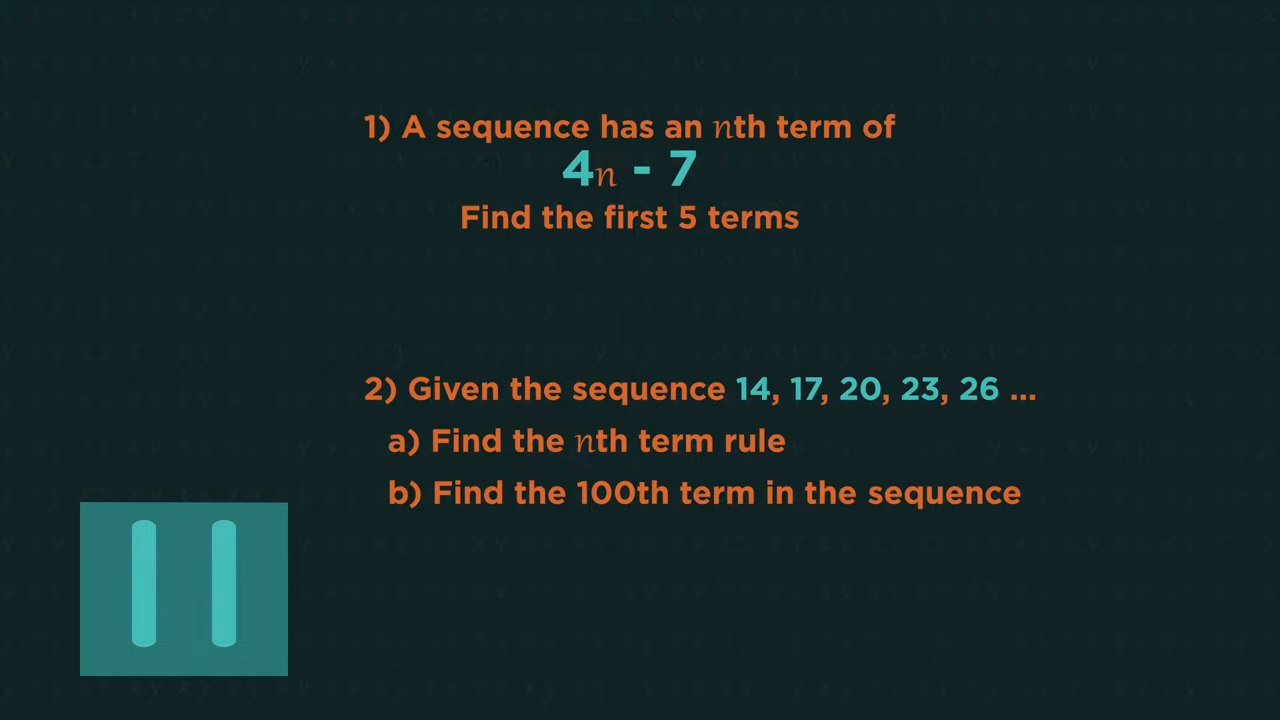 1) A sequence has an nth term of
4n - 7
Find the first 5 terms
2) Given the sequence 14, 17, 20, 23, 26 ...
a) Find the nth term rule
b) Find the 100th term in the sequence